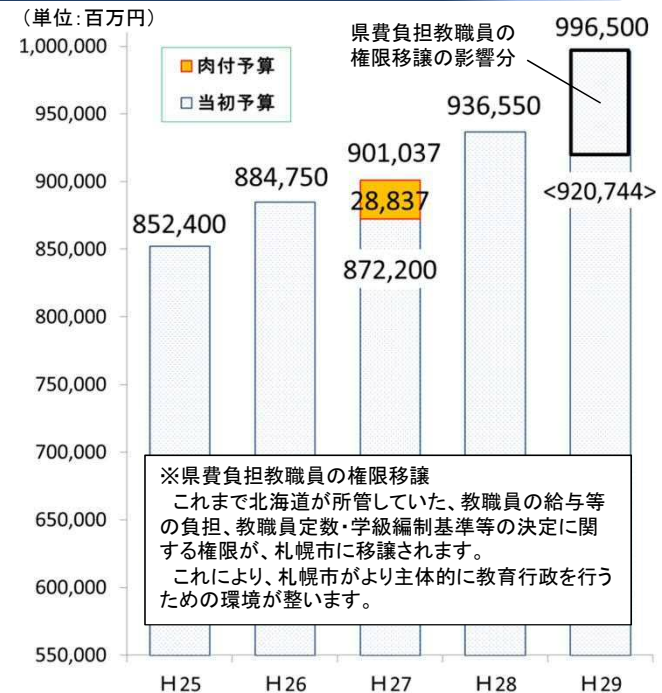 （単位：百万円）
県費負担教職員の
権限移譲の影響分
996,500
1,000,000
肉付予算
当初予算
950,000
936,550
901,037
900,000
884,750
28,837
<920,744>
852,400
850,000
872,200
800,000
750,000
700,000
※県費負担教職員の権限移譲
これまで北海道が所管していた、教職員の給与等
の負担、教職員定数・学級編制基準等の決定に関
する権限が、札幌市に移譲されます。
これにより、札幌市がより主体的に教育行政を行う
ための環境が整います。
650,000
600,000
550,000
H25 H26 H27 H28 H29